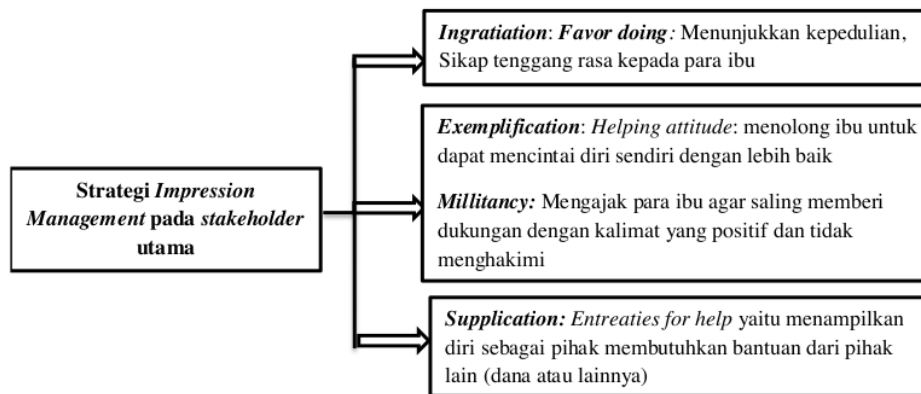 Strategi Impression
Management pada stakeholder
utama
Ingratiation: Favor doing: Menunjukkan kepedulian,
Sikap tenggang rasa kepada para ibu
Exemplification: Helping attitude: menolong ibu untuk
dapat mencintai diri sendiri dengan lebih baik
Millitancy: Mengajak para ibu agar saling memberi
dukungan dengan kalimat yang positif dan tidak
menghakimi
Supplication: Entreaties for help yaitu menampilkan
diri sebagai pihak membutuhkan bantuan dari pihak
lain (dana atau lainnya)